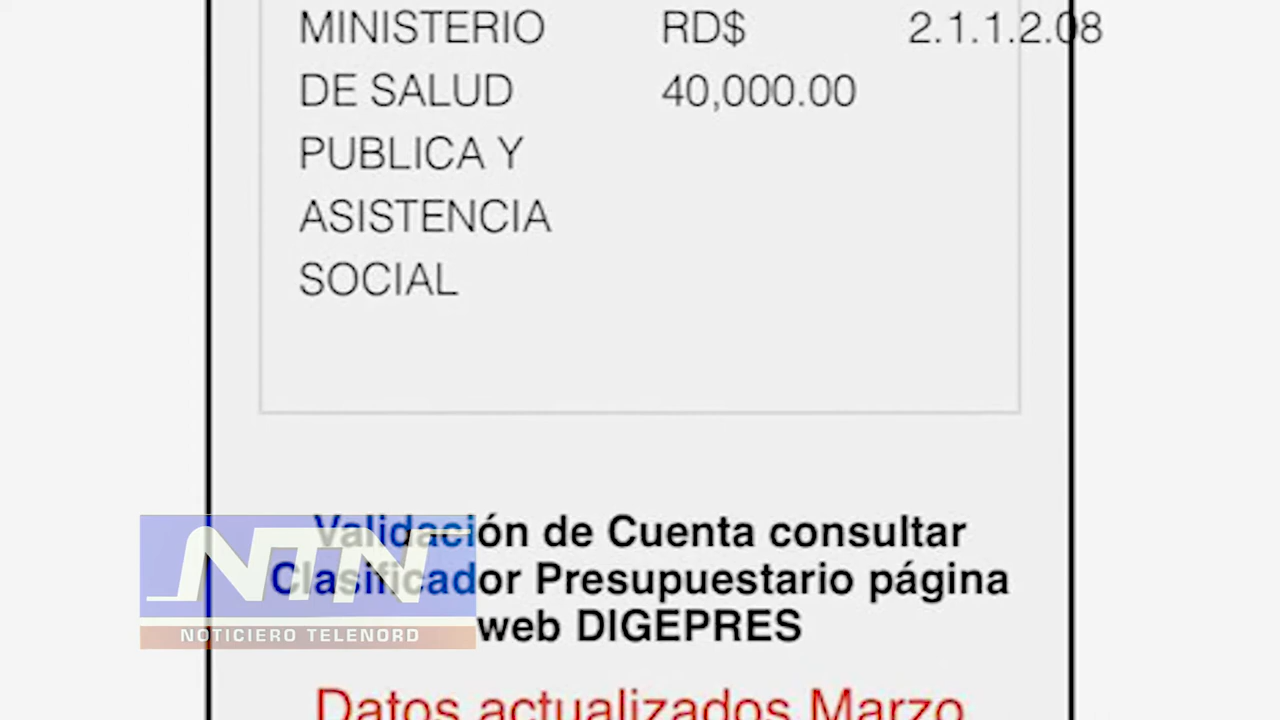 MINISTERIO RD$ 2.1.1.2.08
DE SALUD 40,000.00
PUBLICA Y
ASISTENCIA
SOCIAL
Validación de Cuenta consultar
Clasificador Presupuestario página
web DIGEPRES
NTN
NOTICIERO TELENORD
Datos actualizados Marzo